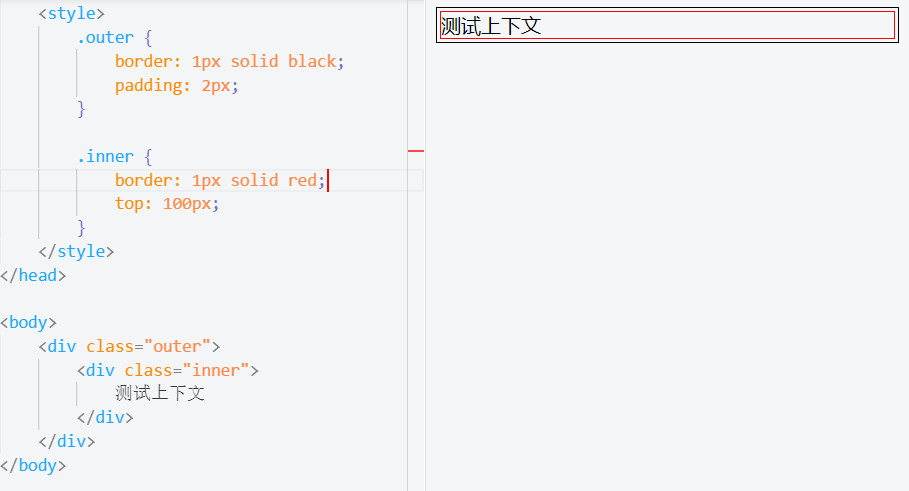 <style>
.outer {
border: 1px solid black;
padding: 2px;
}
.inner {
border: 1px solid red;
top: 100px;
}
</style>
</head>
<body>
<div class="outer">
<div class="inner">
测试上下文
</div>
</div>
</body>
测试上下文